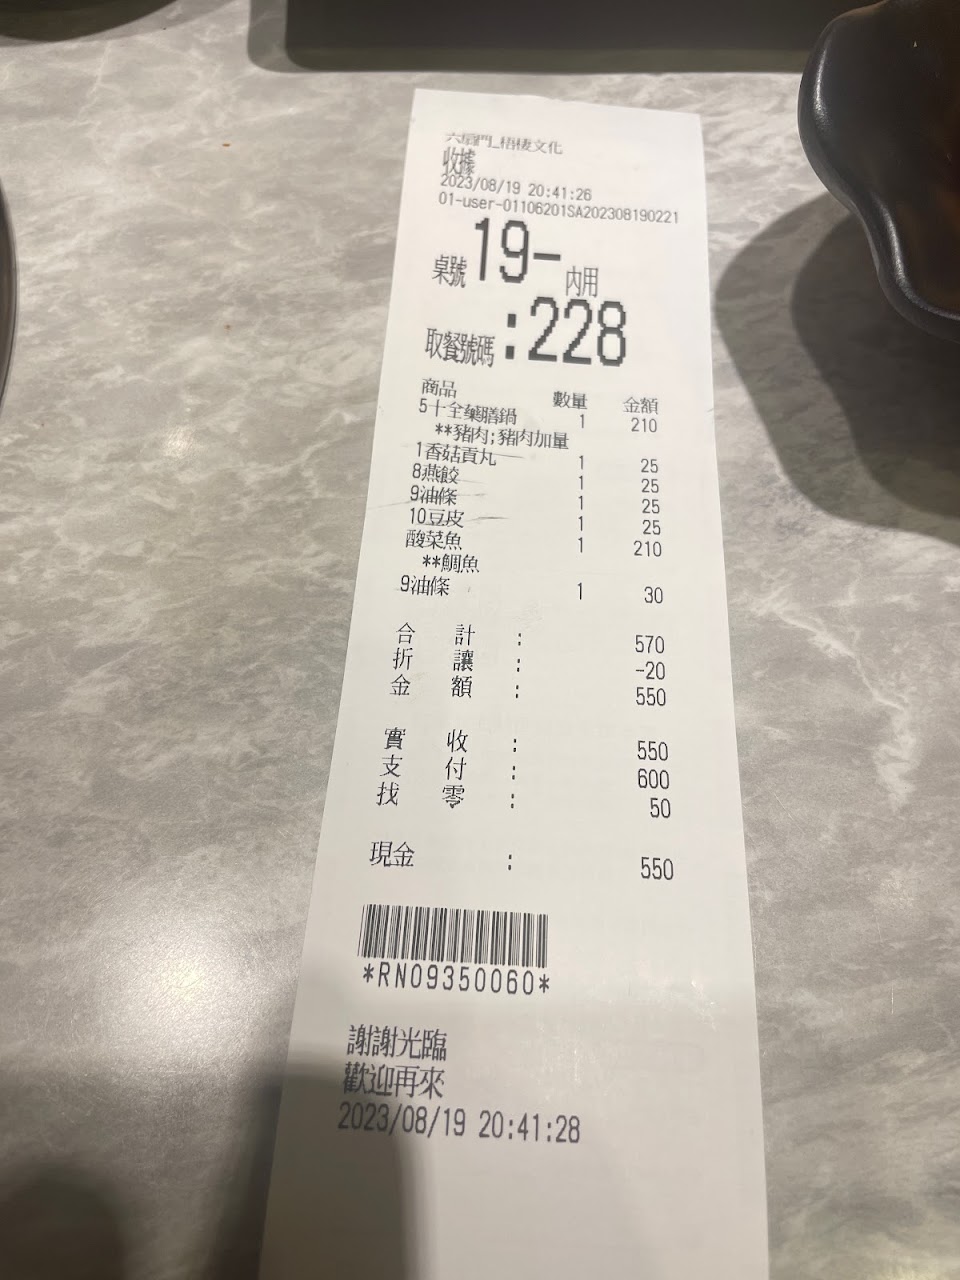 六扇門_梧棲文化
收據
2023/08/19 20:41:26
01-user-01106201SA202308190221
桌號 19- 內用
取餐號碼 :228
商品 數量 金額
5十全藥膳鍋 1 210
**豬肉;豬肉加量
1香菇貢丸 1 25
8燕餃 1 25
9油條 1 25
10豆皮 1 25
酸菜魚 1 210
**鯛魚
9油條 1 30
合計 : 570
折讓 : -20
金額 : 550
實收 : 550
支付 : 600
找零 : 50
現金 : 550
*RN09350060*
謝謝光臨
歡迎再來
2023/08/19 20:41:28